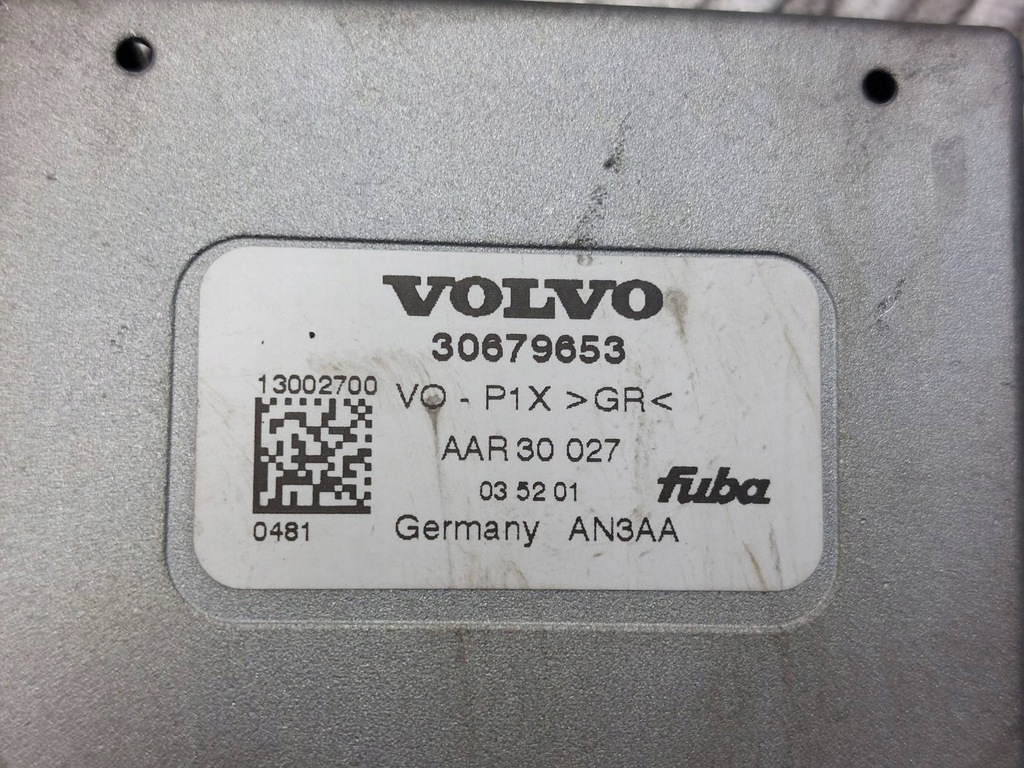 VOLVO
30679653
13002700
VO - P1X >GR<
AAR 30 027
03 52 01
fuba
0481
Germany AN3AA